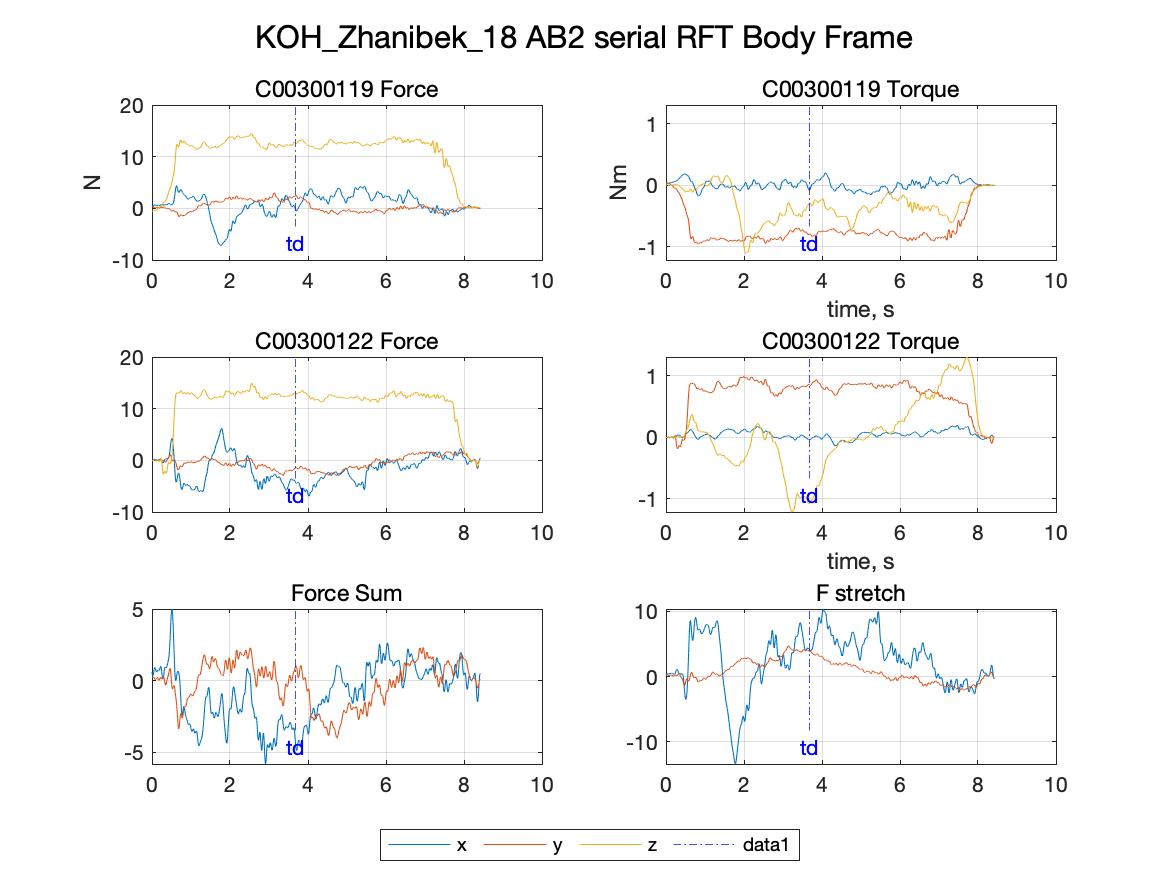 KOH_Zhanibek_18 AB2 serial RFT Body Frame
C00300119 Force
C00300119 Torque
20
10
0
-10
N
td
0 2 4 6 8 10
1
0
-1
Nm
td
0 2 4 6 8 10
time, s
C00300122 Force
C00300122 Torque
20
10
0
-10
td
0 2 4 6 8 10
1
0
-1
td
0 2 4 6 8 10
time, s
Force Sum
F stretch
5
0
-5
td
0 2 4 6 8 10
10
0
-10
td
0 2 4 6 8 10
x y z data1